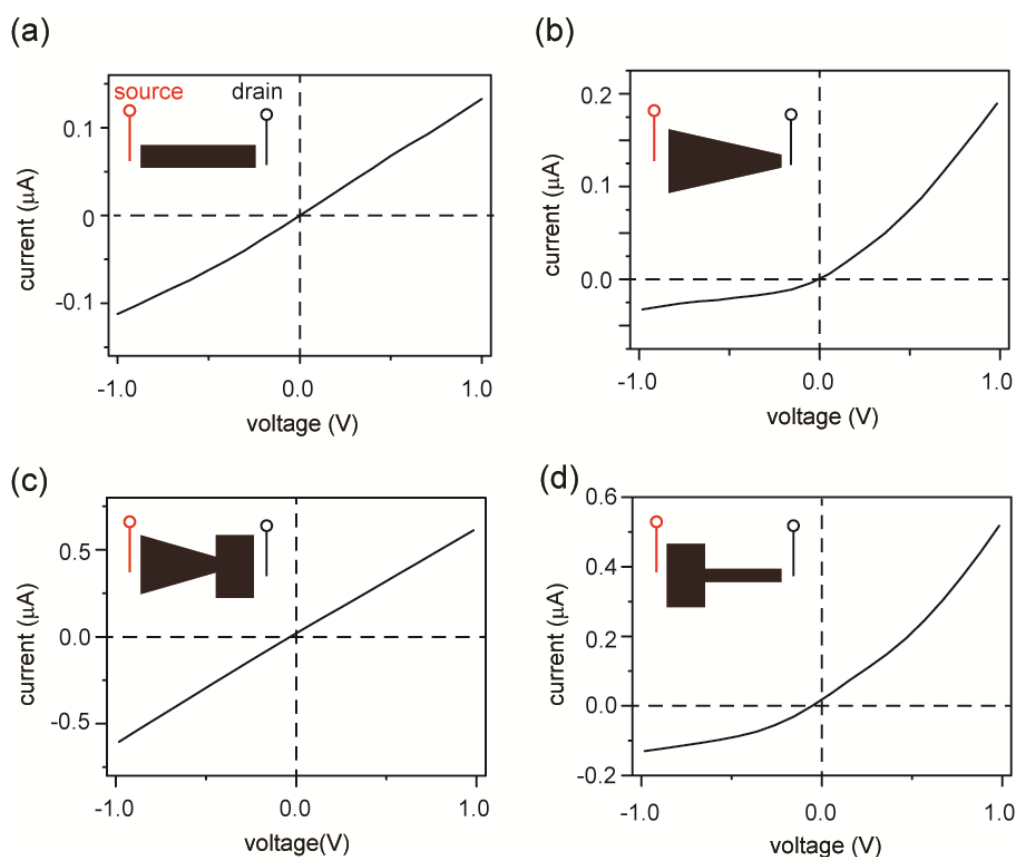 (a)
source
drain
0.1
0
-0.1
current (μA)
-1.0
0.0
1.0
voltage (V)
(b)
0.2
0.1
0.0
current (μA)
-1.0
0.0
1.0
voltage (V)
(c)
0.5
0.0
-0.5
current (μA)
-1.0
0.0
1.0
voltage(V)
(d)
0.6
0.4
0.2
0.0
-0.2
current (μA)
-1.0
0.0
1.0
voltage (V)